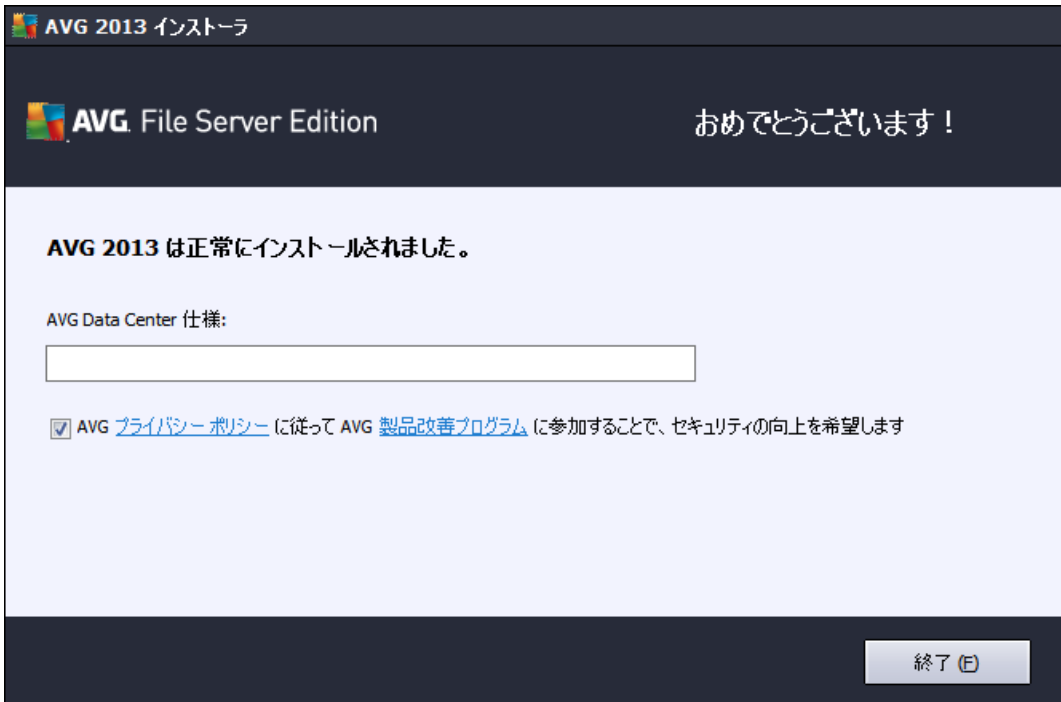 AVG 2013 インストーラ
AVG. File Server Edition
おめでとうございます！
AVG 2013 は正常にインストールされました。
AVG Data Center 仕様:
AVG プライバシー ポリシー に従って AVG 製品改善プログラム に参加することで、セキュリティの向上を希望します
終了 (F)